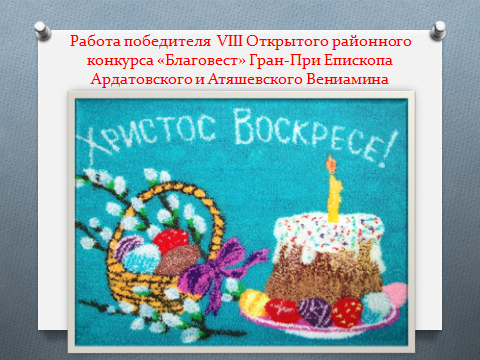 Работа победителя VIII Открытого районного
конкурса «Благовест» Гран-При Епископа
Ардатовского и Атяшевского Вениамина
Христос Воскресе!